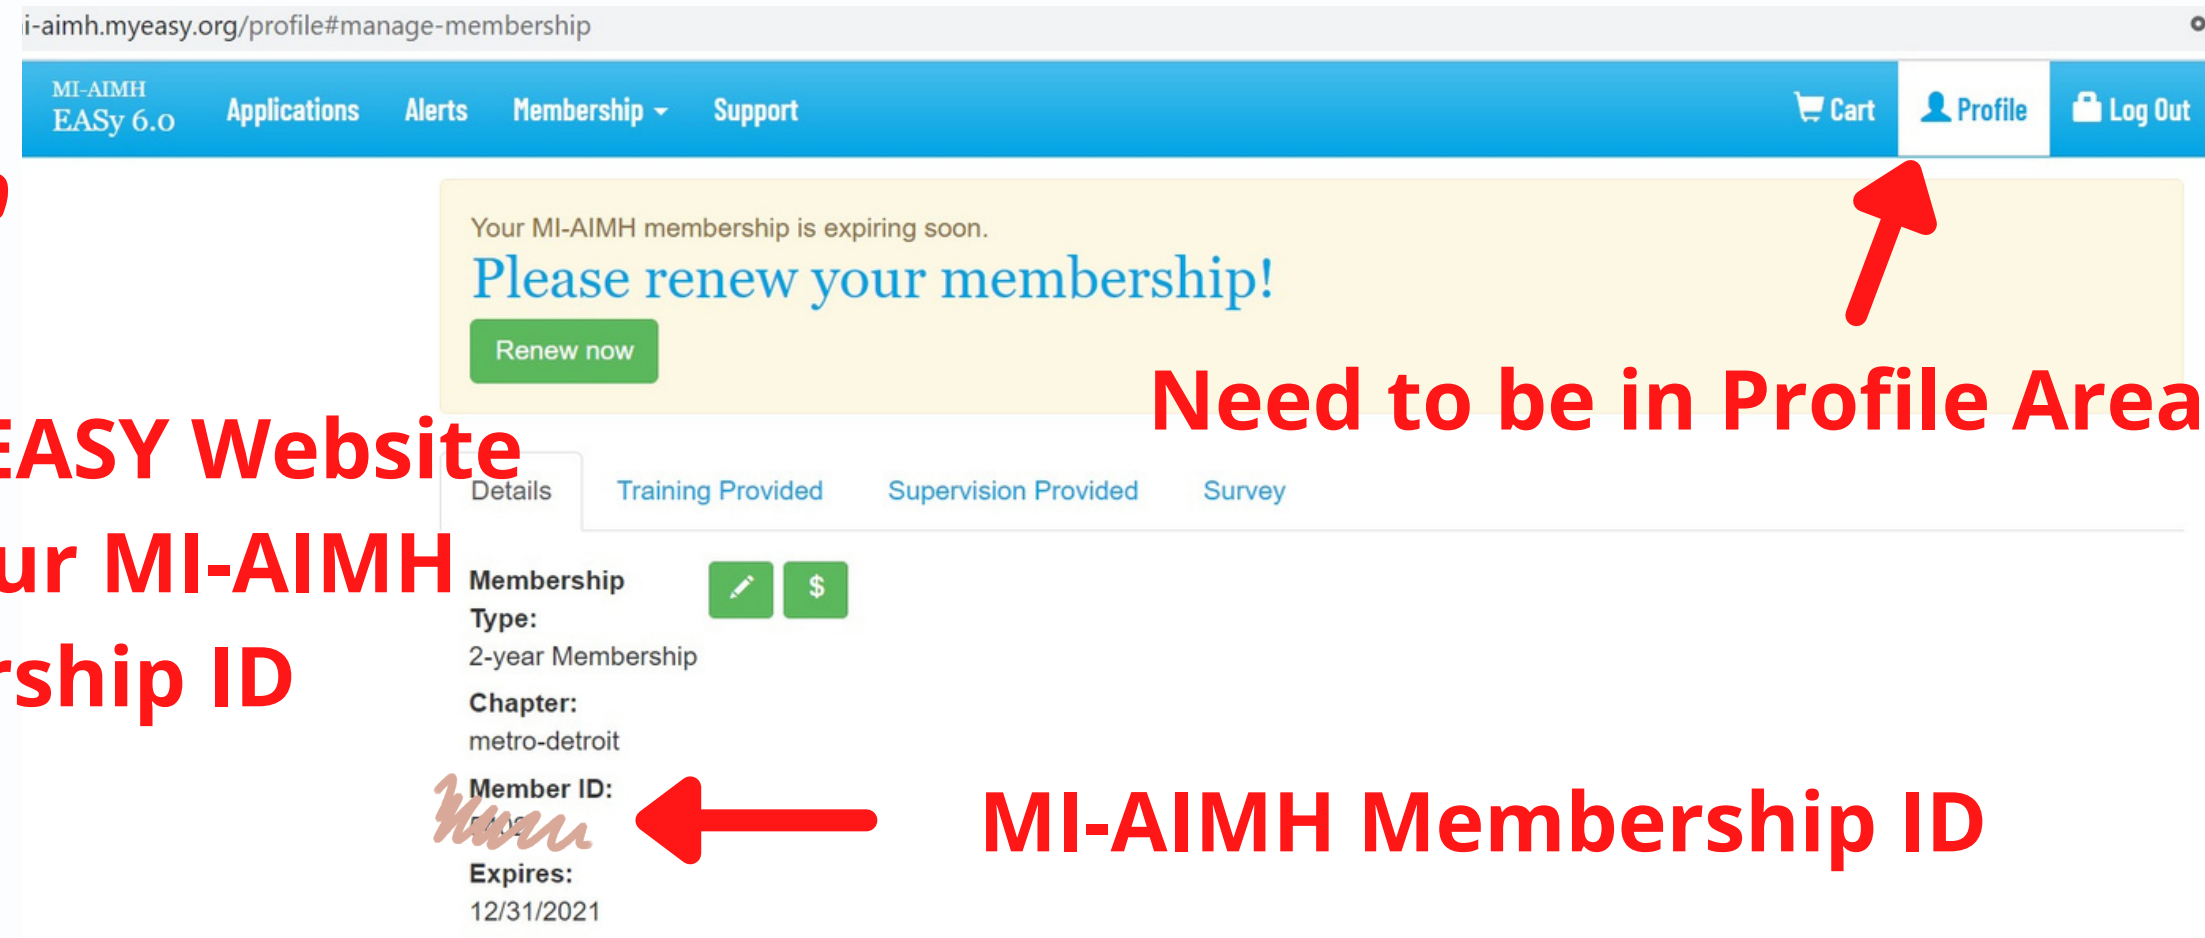 i-aimh.myeasy.org/profile#manage-membership
MI-AIMH
EASy 6.0
Applications
Alerts
Membership
Support
Cart
Profile
Log Out
Your MI-AIMH membership is expiring soon.
Please renew your membership!
Renew now
Need to be in Profile Area
EASY Website
ur MI-AIMH
rship ID
Details
Training Provided
Supervision Provided
Survey
Membership
Type:
$
2-year Membership
Chapter:
metro-detroit
Member ID:
MI-AIMH Membership ID
Expires:
12/31/2021